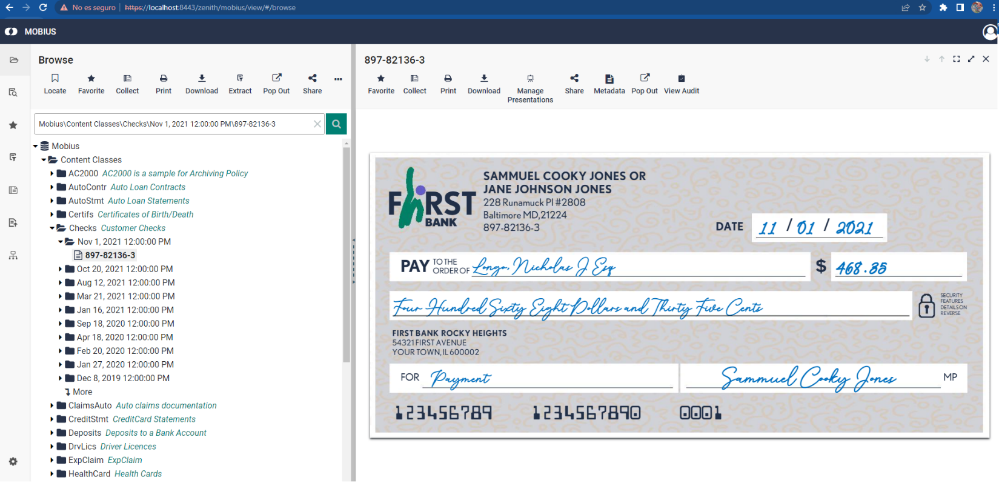 No es seguro https://localhost:8443/zenith/mobius/view/#/browse
MOBIUS
Browse
Locate Favorite Collect Print Download Extract Pop Out Share
Mobius\Content Classes\Checks\Nov 1, 2021 12:00:00 PM\897-82136-3
Mobius
Content Classes
AC2000 AC2000 is a sample for Archiving Policy
AutoContr Auto Loan Contracts
AutoStmt Auto Loan Statements
Certifs Certificates of Birth/Death
Checks Customer Checks
Nov 1, 2021 12:00:00 PM
897-82136-3
Oct 20, 2021 12:00:00 PM
Aug 12, 2021 12:00:00 PM
Mar 21, 2021 12:00:00 PM
Jan 16, 2021 12:00:00 PM
Sep 18, 2020 12:00:00 PM
Apr 18, 2020 12:00:00 PM
Feb 20, 2020 12:00:00 PM
Jan 27, 2020 12:00:00 PM
Dec 8, 2019 12:00:00 PM
More
ClaimsAuto Auto claims documentation
CreditStmt CreditCard Statements
Deposits Deposits to a Bank Account
DrvLics Driver Licences
ExpClaim ExpClaim
HealthCard Health Cards
897-82136-3
Favorite Collect Print Download Manage Presentations Share Metadata Pop Out View Audit
FIRST
BANK
SAMMUEL COOKY JONES OR
JANE JOHNSON JONES
228 Runamuck Pl #2808
Baltimore MD,21224
897-82136-3
DATE 11 / 01 / 2021
PAY TO THE ORDER OF Longo, Nicholas J Esq $ 468.35
Four Hundred Sixty Eight Dollars and Thirty Five Cents
SECURITY
FEATURES
DETAILS ON
REVERSE
FIRST BANK ROCKY HEIGHTS
54321 FIRST AVENUE
YOUR TOWN, IL 600002
FOR Payment Sammuel Cooky Jones MP
123456789 1234567890 0001